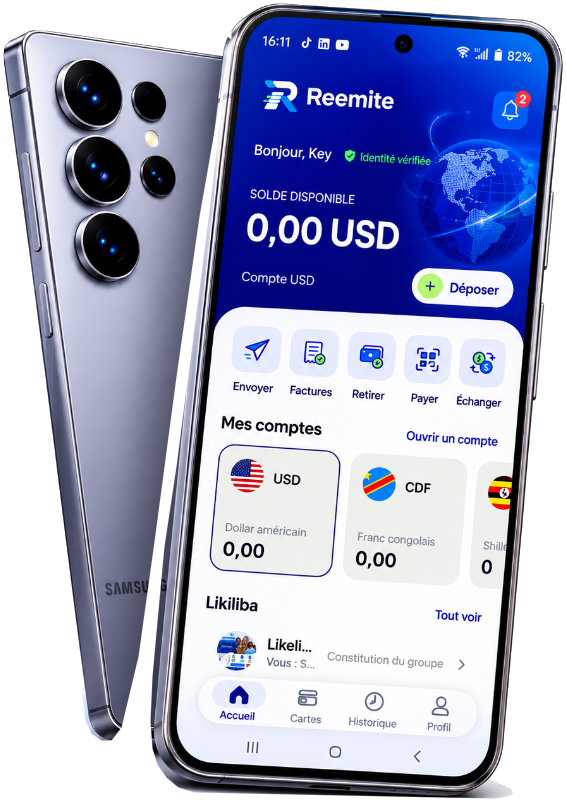 16:11
82%
Reemite
2
Bonjour, Key
Identité vérifiée
SOLDE DISPONIBLE
0,00 USD
Compte USD
+ Déposer
Envoyer
Factures
Retirer
Payer
Échanger
Mes comptes
Ouvrir un compte
USD
CDF
Dollar américain
Franc congolais
Shille
0,00
0,00
0
SAMSUNG
Likiliba
Tout voir
Likeli...
Vous : S...
Constitution du groupe
Accueil
Cartes
Historique
Profil